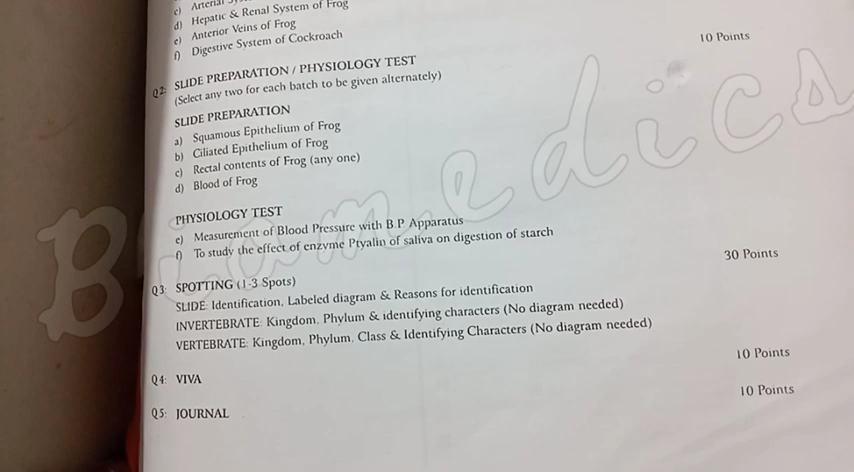 c) Arterial
d) Hepatic & Renal System of Frog
e) Anterior Veins of Frog
f) Digestive System of Cockroach
10 Points
Q2: SLIDE PREPARATION / PHYSIOLOGY TEST
(Select any two for each batch to be given alternately)
SLIDE PREPARATION
a) Squamous Epithelium of Frog
b) Ciliated Epithelium of Frog
c) Rectal contents of Frog (any one)
d) Blood of Frog
PHYSIOLOGY TEST
e) Measurement of Blood Pressure with B.P. Apparatus
f) To study the effect of enzyme Ptyalin of saliva on digestion of starch
30 Points
Q3: SPOTTING (1-3 Spots)
SLIDE: Identification, Labeled diagram & Reasons for identification
INVERTEBRATE: Kingdom, Phylum & identifying characters (No diagram needed)
VERTEBRATE: Kingdom, Phylum, Class & Identifying Characters (No diagram needed)
10 Points
Q4: VIVA
10 Points
Q5: JOURNAL
Biomedics